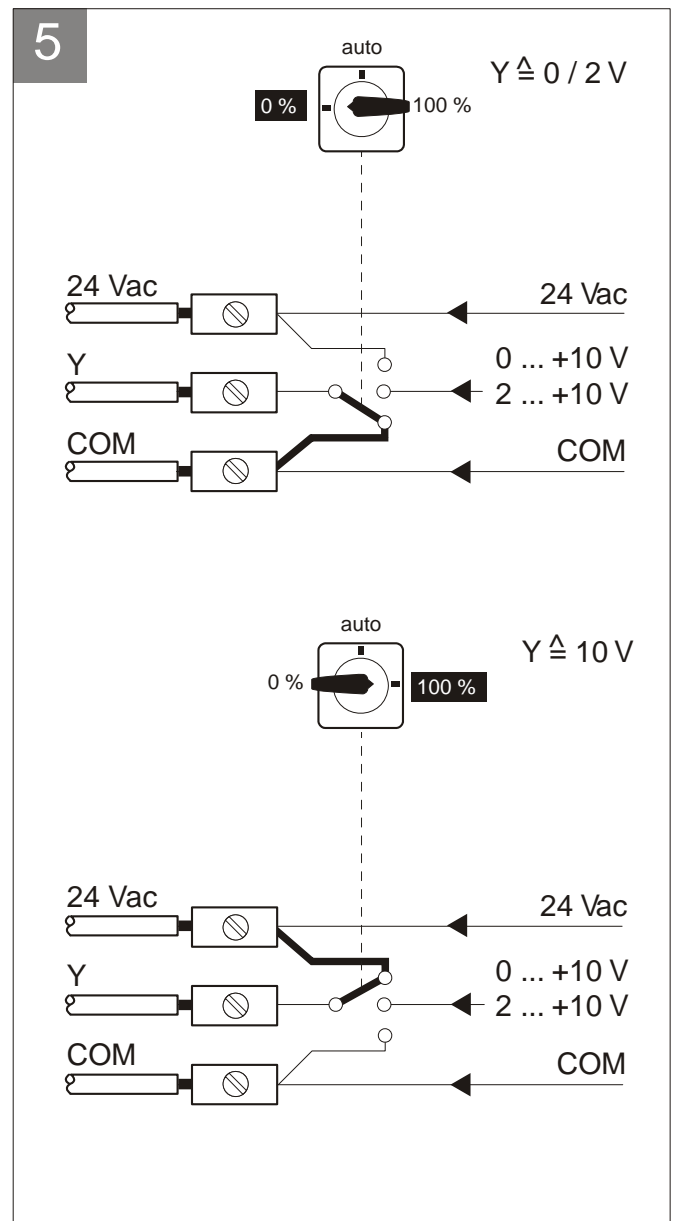 5
auto
Y ≙ 0 / 2 V
0 %
100 %
24 Vac
24 Vac
0 ... +10 V
Y
2 ... +10 V
COM
COM
auto
Y ≙ 10 V
0 %
100 %
24 Vac
24 Vac
0 ... +10 V
Y
2 ... +10 V
COM
COM